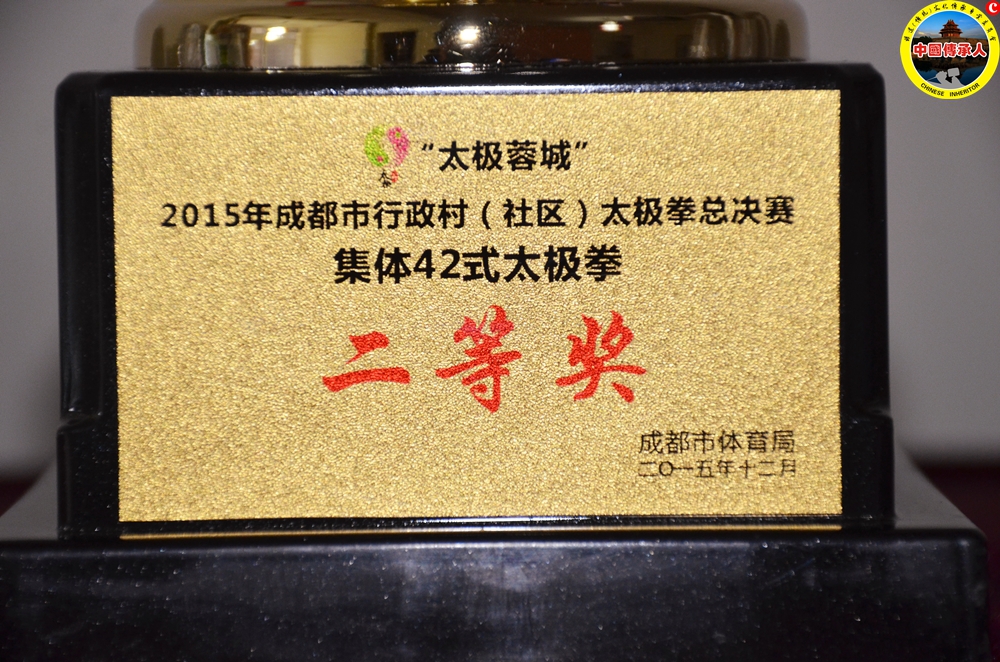 “太极蓉城”
2015年成都市行政村（社区）太极拳总决赛
集体42式太极拳
二等奖
成都市体育局
二〇一五年十二月
中國傳承人
CHINESE INHERITOR
C